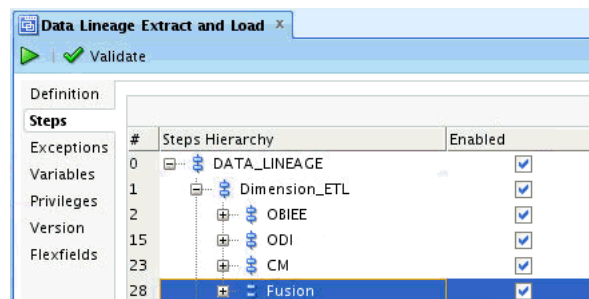 Data Lineage Extract and Load x
Validate
Definition
Steps
Exceptions
Variables
Privileges
Version
Flexfields
# Steps Hierarchy Enabled
0 DATA_LINEAGE
1 Dimension_ETL
2 OBIEE
15 ODI
23 CM
28 Fusion